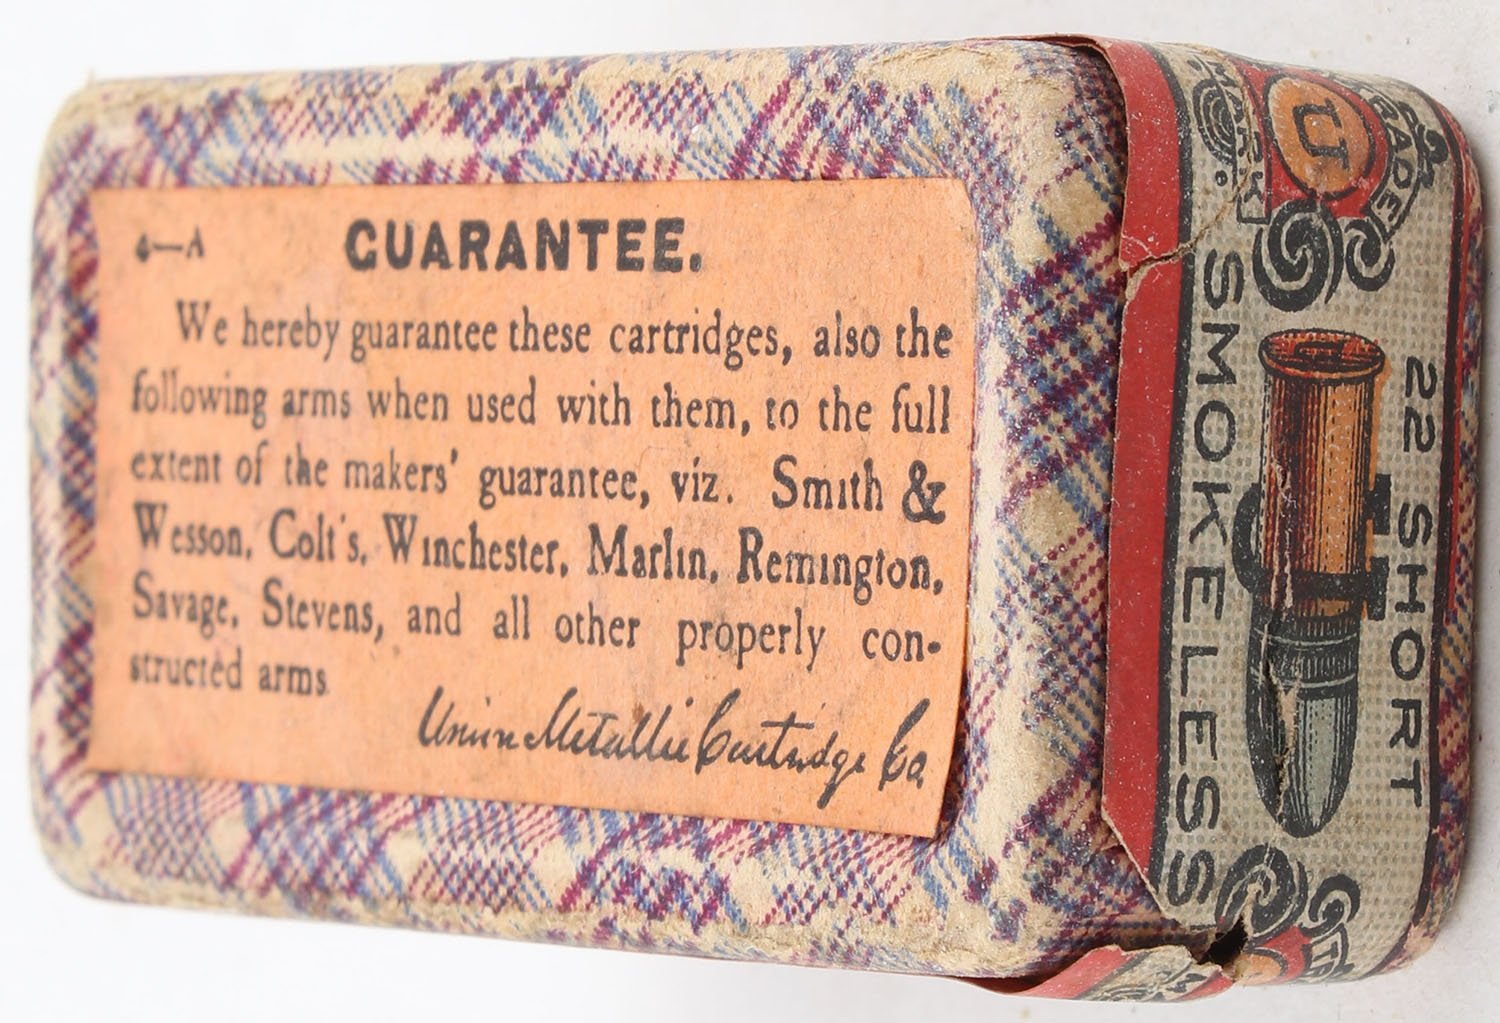 4—A
GUARANTEE.
We hereby guarantee these cartridges, also the
following arms when used with them, to the full
extent of the makers' guarantee, viz. Smith &
Wesson, Colt's, Winchester, Marlin, Remington,
Savage, Stevens, and all other properly con-
structed arms
Union Metallic Cartridge Co.
TRADE
U
MARK
22 SHORT
SMOKELESS